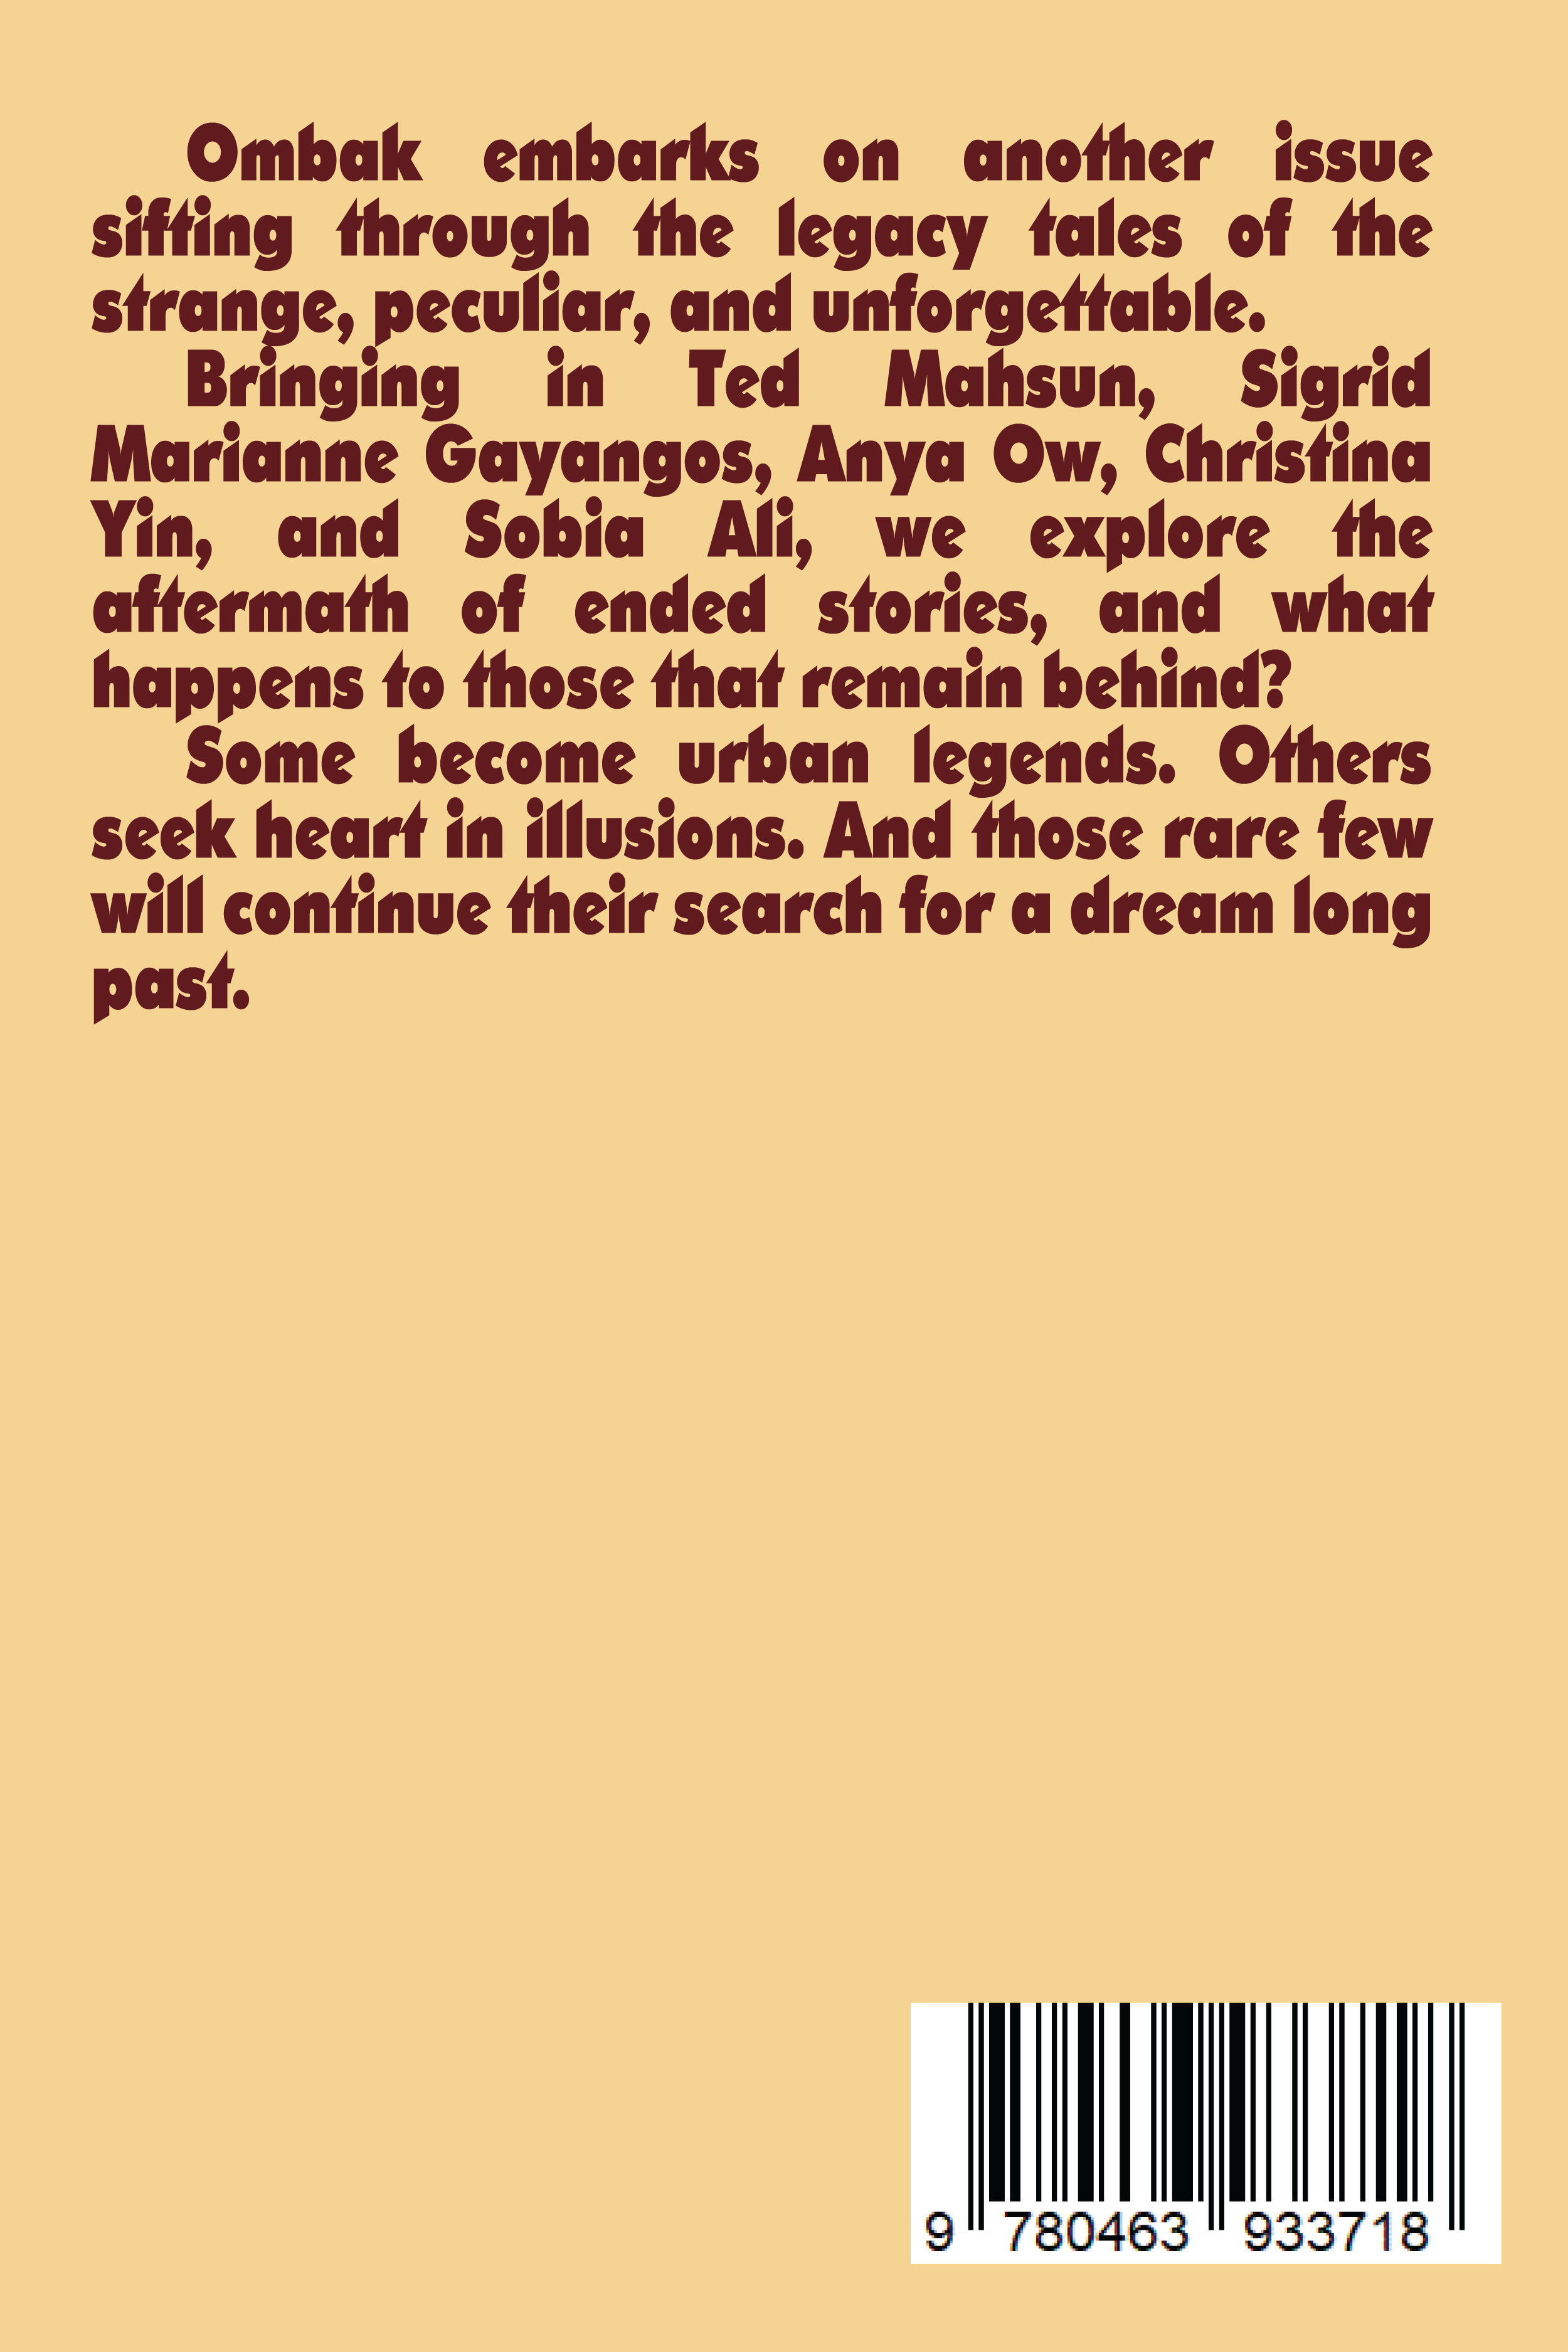 Ombak embarks on another issue
sifting through the legacy tales of the
strange, peculiar, and unforgettable.
Bringing in Ted Mahsun, Sigrid
Marianne Gayangos, Anya Ow, Christina
Yin, and Sobia Ali, we explore the
aftermath of ended stories, and what
happens to those that remain behind?
Some become urban legends. Others
seek heart in illusions. And those rare few
will continue their search for a dream long
past.
9 780463 933718